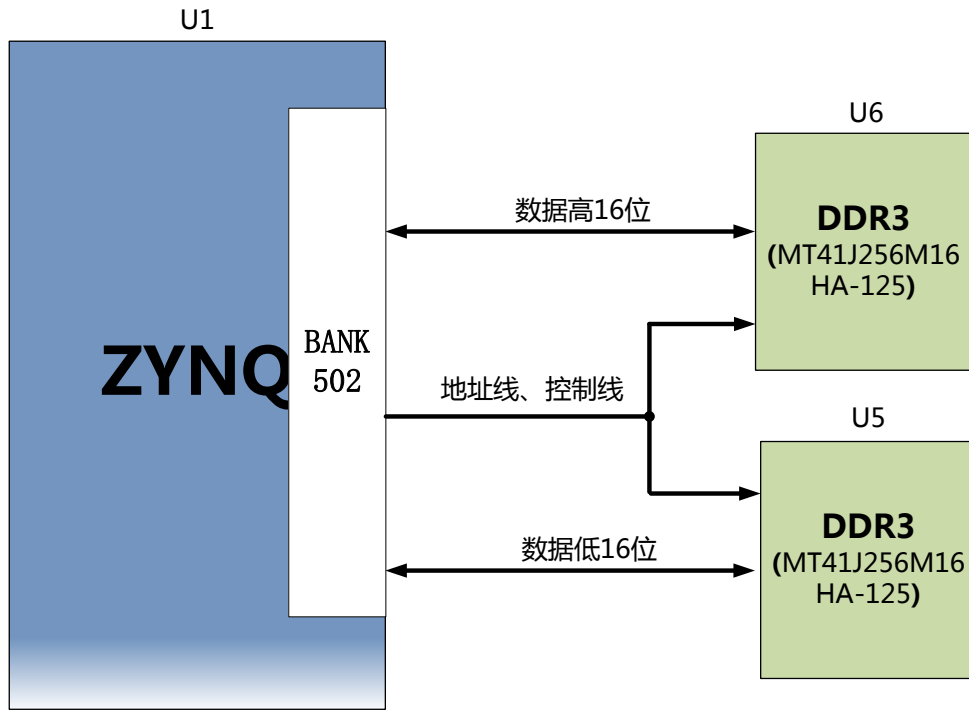 U1
ZYNQ
BANK
502
数据高16位
地址线、控制线
数据低16位
U6
DDR3
(MT41J256M16
HA-125)
U5
DDR3
(MT41J256M16
HA-125)